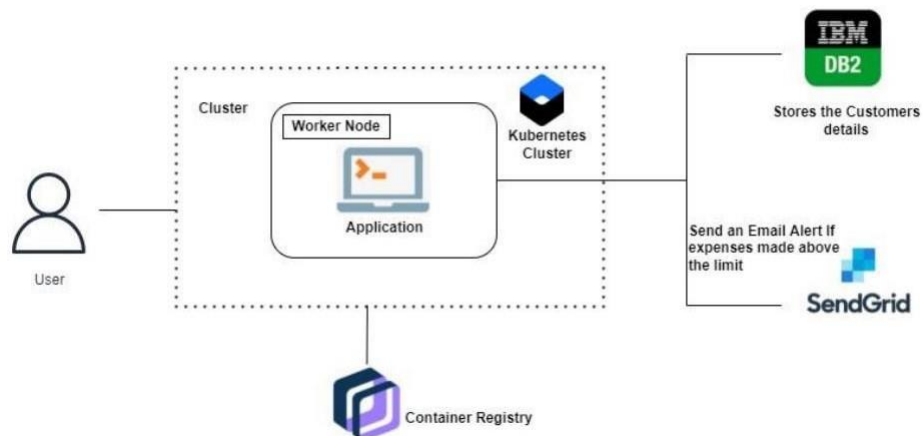 IBM
DB2
Stores the Customers
details
Cluster
Worker Node
Kubernetes
Cluster
Application
User
Send an Email Alert If
expenses made above
the limit
SendGrid
Container Registry